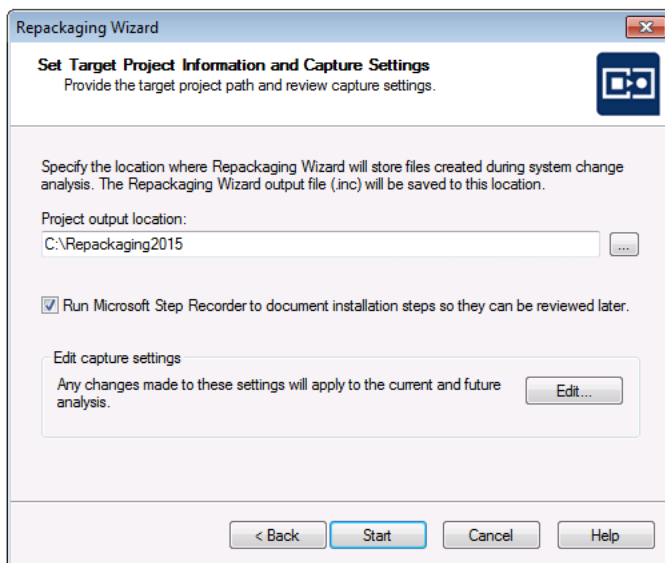 Repackaging Wizard
Set Target Project Information and Capture Settings
Provide the target project path and review capture settings.
Specify the location where Repackaging Wizard will store files created during system change
analysis. The Repackaging Wizard output file (.inc) will be saved to this location.
Project output location:
C:\Repackaging2015
...
Run Microsoft Step Recorder to document installation steps so they can be reviewed later.
Edit capture settings
Any changes made to these settings will apply to the current and future
analysis.
Edit...
< Back
Start
Cancel
Help